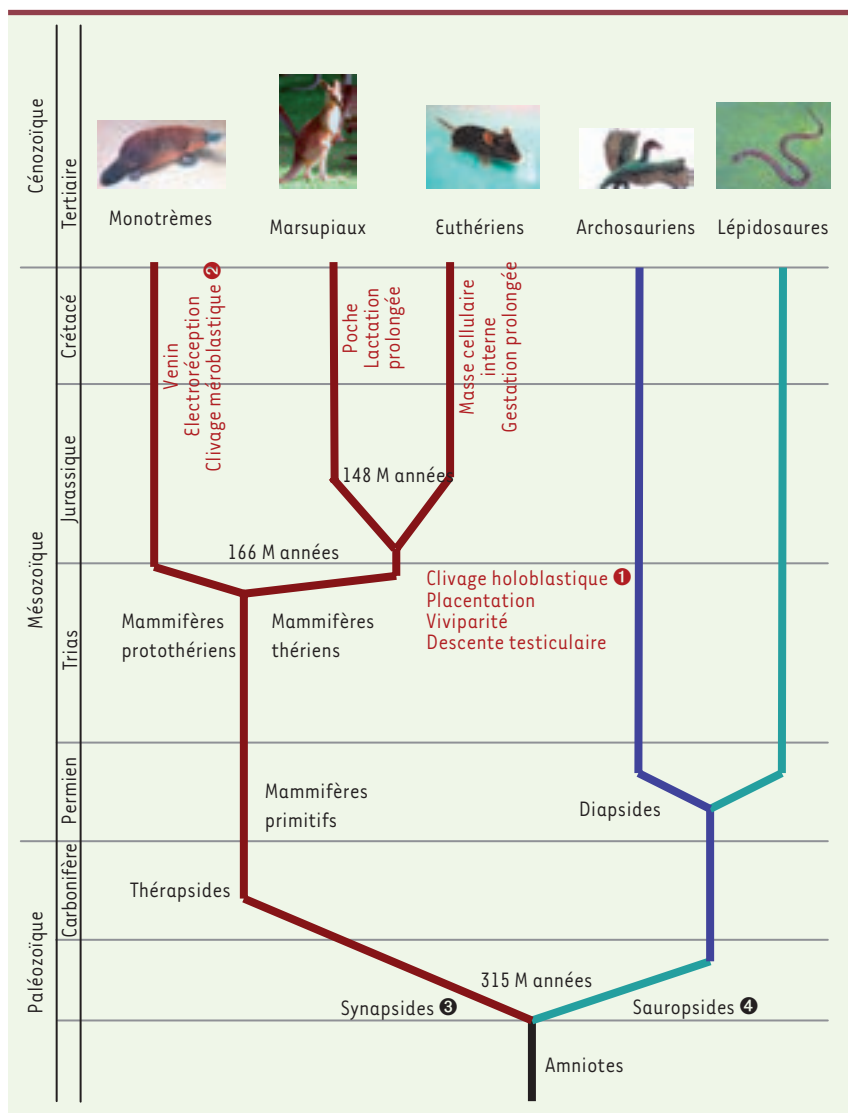 Cénozoïque
Tertiaire
Monotrèmes
Marsupiaux
Euthériens
Archosauriens
Lépidosaures
Mésozoïque
Crétacé
Venin
Electroréception
Clivage méroblastique ❷
Poche
Lactation
prolongée
Masse cellulaire
interne
Gestation prolongée
Jurassique
148 M années
166 M années
Trias
Mammifères
protothériens
Mammifères
thériens
Clivage holoblastique ❶
Placentation
Viviparité
Descente testiculaire
Permien
Mammifères
primitifs
Diapsides
Paléozoïque
Carbonifère
Thérapsides
315 M années
Synapsides ❸
Sauropsides ❹
Amniotes